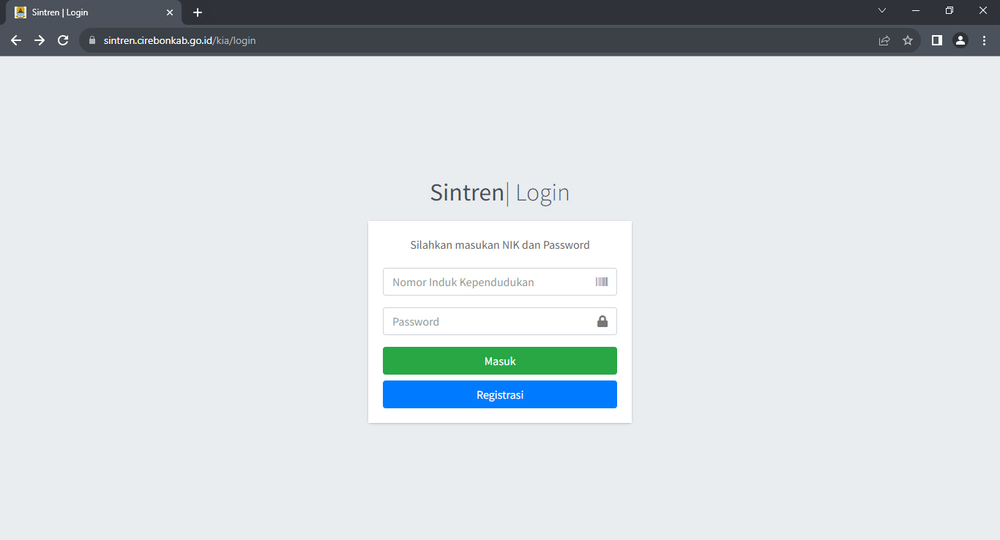 Sintren | Login
sintren.cirebonkab.go.id/kia/login
Sintren| Login
Silahkan masukan NIK dan Password
Nomor Induk Kependudukan
Password
Masuk
Registrasi